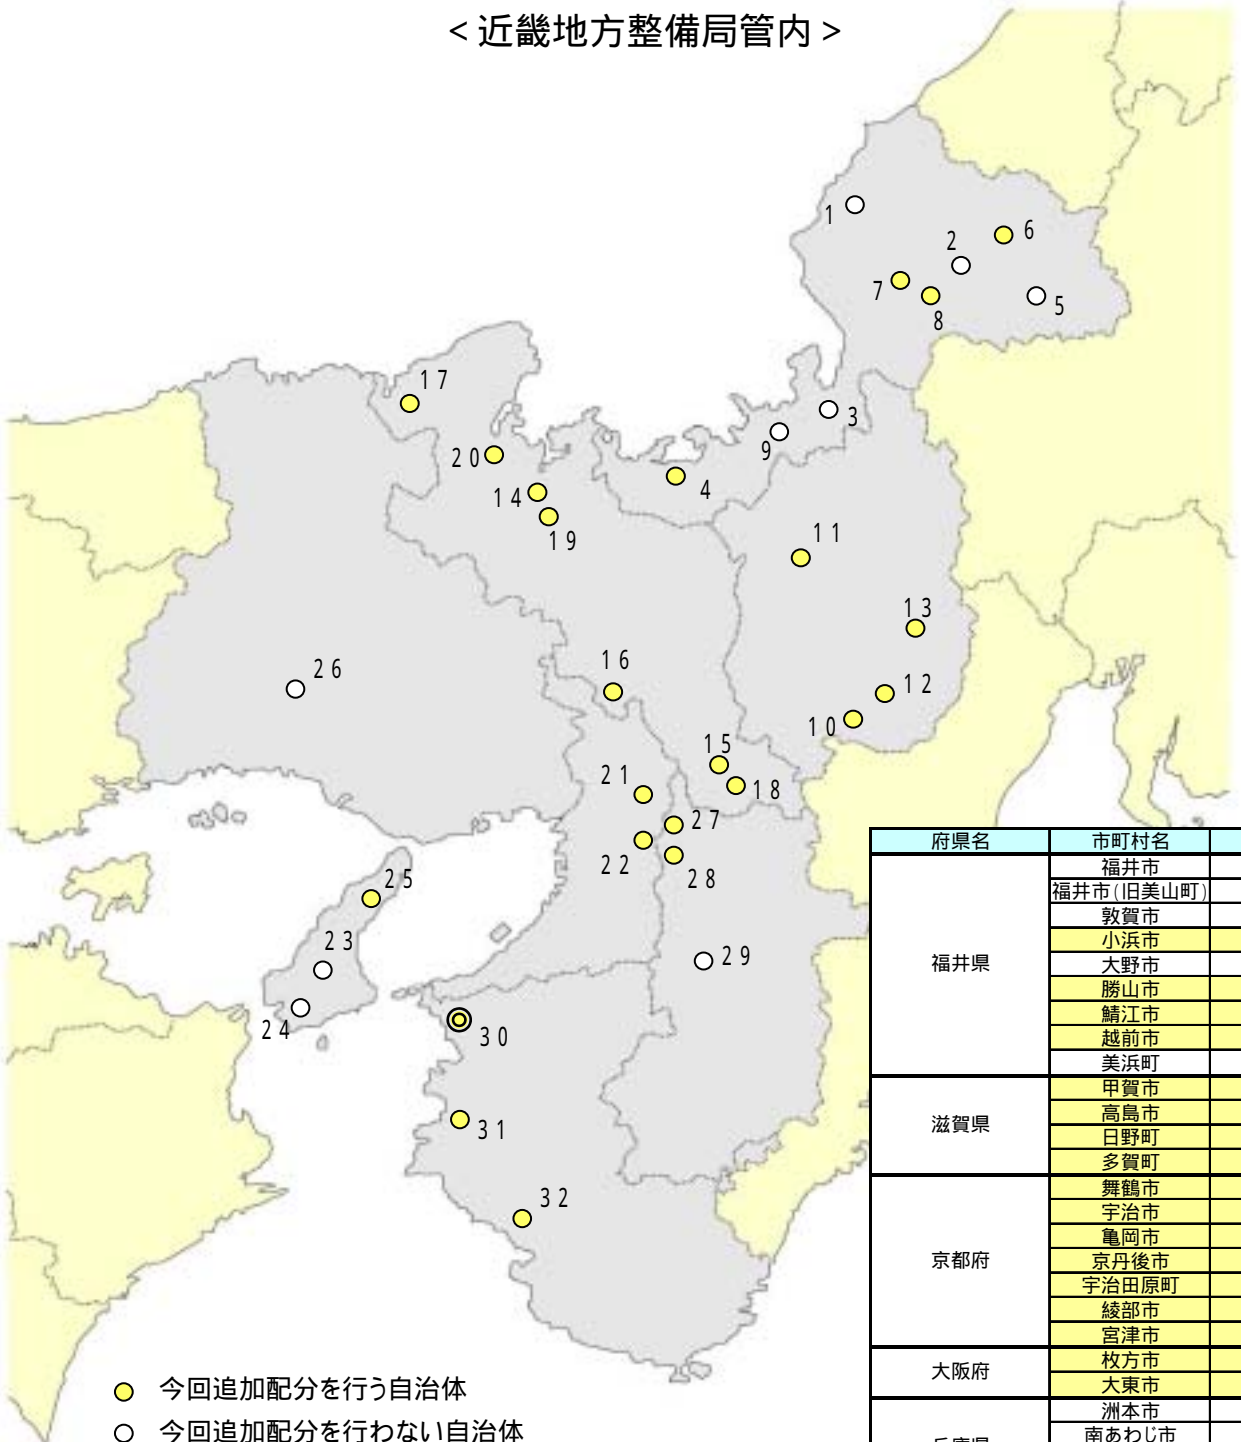 <近畿地方整備局管内>
1
2
6
7
8
5
17
3
9
20
4
14
19
11
13
26
16
12
10
15
21
18
27
22
28
25
23
29
24
30
31
32
府県名 市町村名
福井県
福井市
福井市(旧美山町)
敦賀市
小浜市
大野市
勝山市
鯖江市
越前市
美浜町
滋賀県
甲賀市
高島市
日野町
多賀町
京都府
舞鶴市
宇治市
亀岡市
京丹後市
宇治田原町
綾部市
宮津市
大阪府
枚方市
大東市
洲本市
南あわじ市
兵庫県
今回追加配分を行う自治体
今回追加配分を行わない自治体